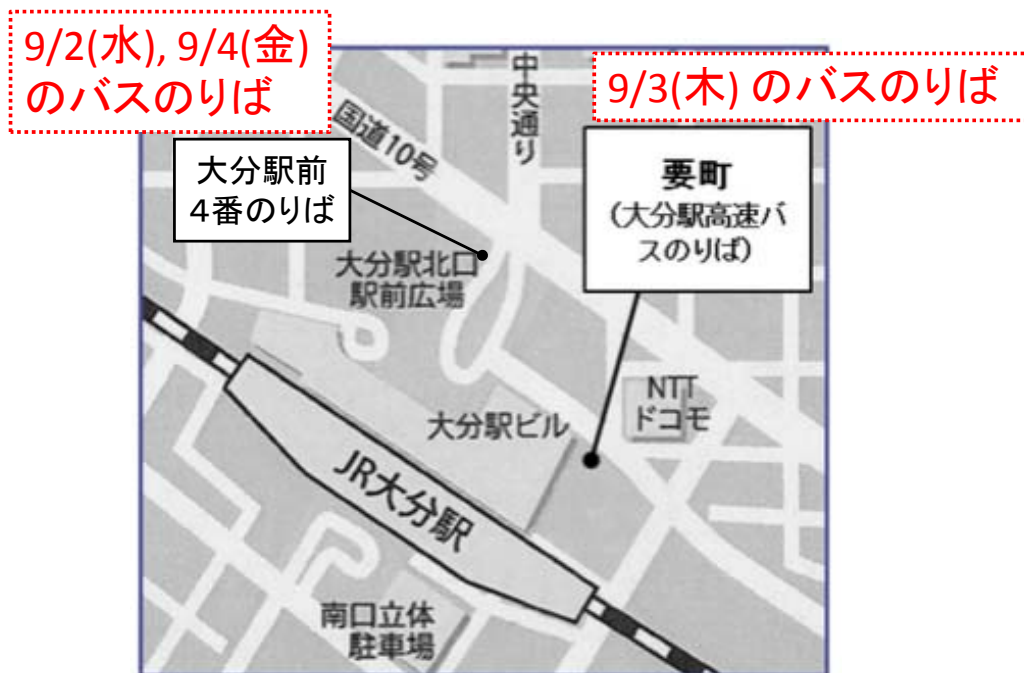 9/2(水), 9/4(金)
のバスのりば
9/3(木) のバスのりば
中央通り
国道10号
大分駅前
４番のりば
要町
（大分駅高速バ
スのりば）
大分駅北口
駅前広場
NTT
ドコモ
大分駅ビル
JR大分駅
南口立体
駐車場